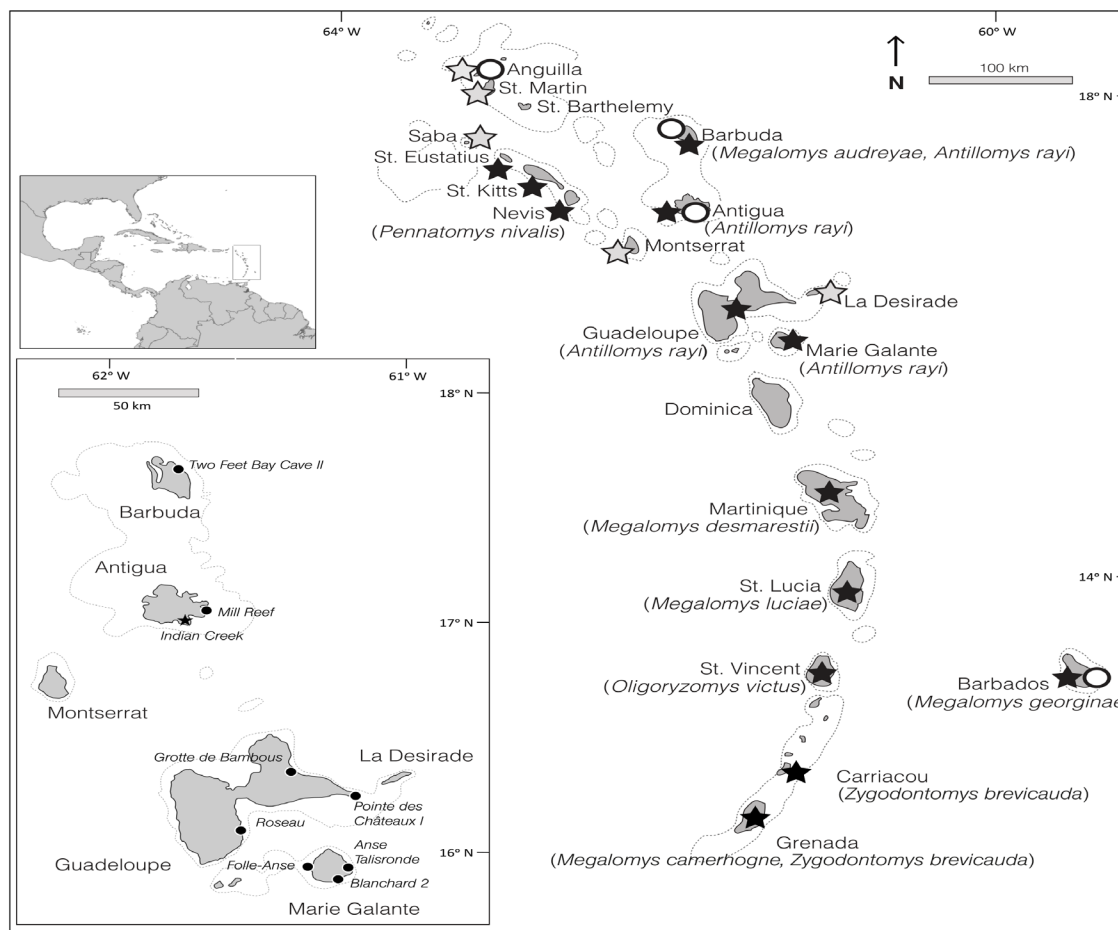 64° W
60° W
N
100 km
18° N
Anguilla
St. Martin
St. Barthelemy
Saba
St. Eustatius
St. Kitts
Nevis
(Pennatomys nivalis)
Barbuda
(Megalomys audreyae, Antillomys rayi)
Antigua
(Antillomys rayi)
Montserrat
La Desirade
Guadeloupe
(Antillomys rayi)
Marie Galante
(Antillomys rayi)
Dominica
Martinique
(Megalomys desmarestii)
14° N
St. Lucia
(Megalomys luciae)
St. Vincent
(Oligoryzomys victus)
Barbados
(Megalomys georginae
Carriacou
(Zygodontomys brevicauda)
Grenada
(Megalomys camerhogne, Zygodontomys brevicauda)
62° W
61° W
18° N
50 km
Two Feet Bay Cave II
Barbuda
Antigua
Mill Reef
Indian Creek
17° N
Montserrat
Grotte de Bambous
La Desirade
Pointe des
Châteaux I
Roseau
Guadeloupe
Folle-Anse
Anse
Talisronde
16° N
Blanchard 2
Marie Galante